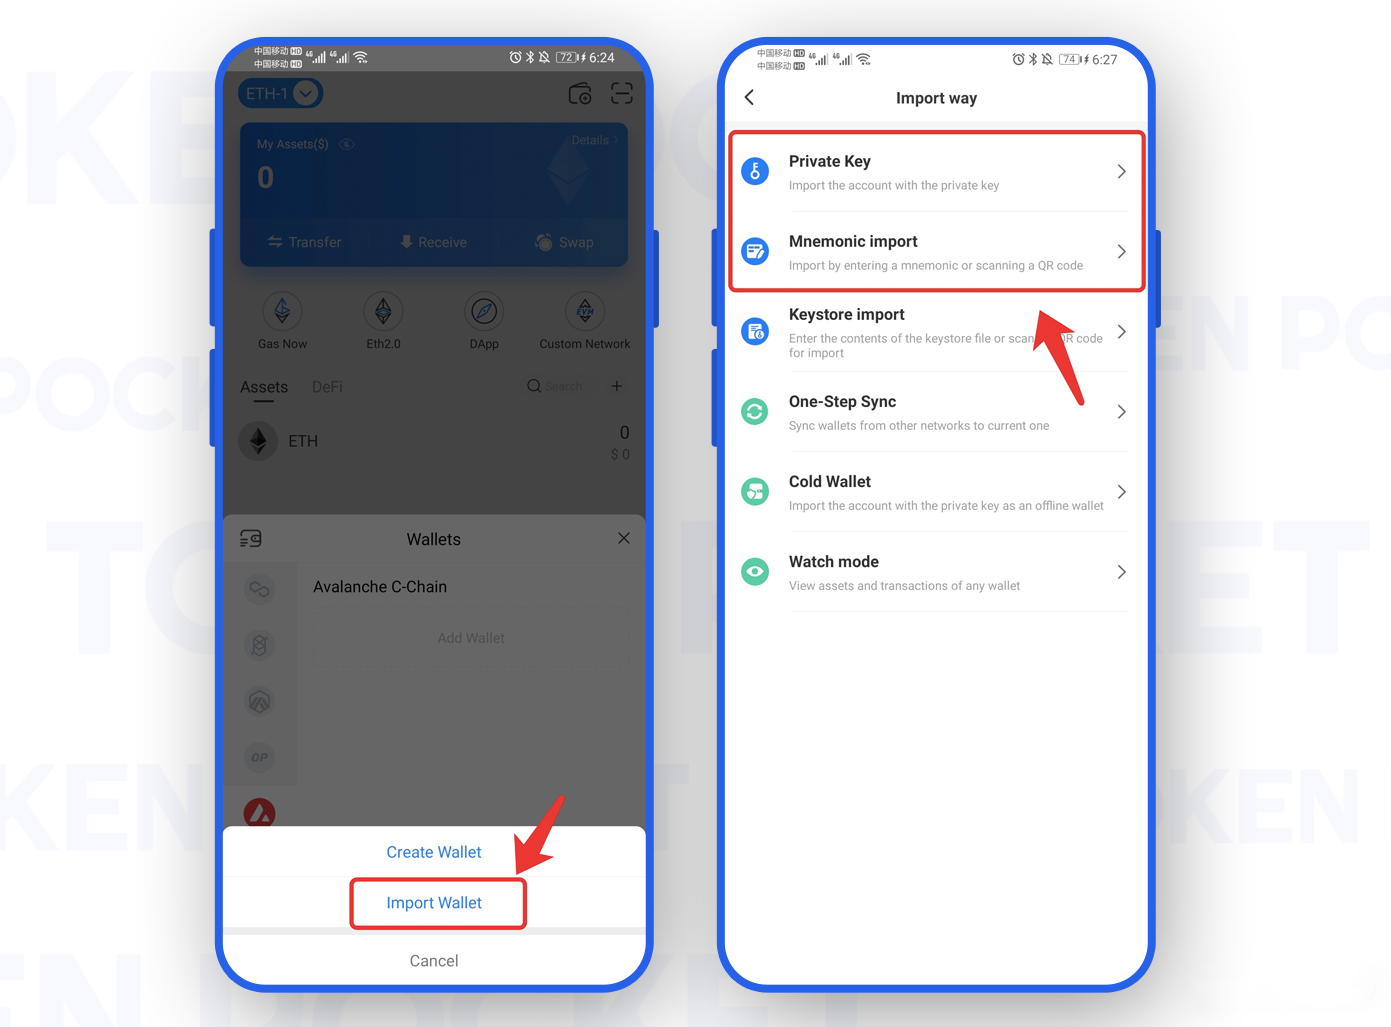 中国移动 HD 4G 4G
中国移动 HD
72 6:24
ETH-1
My Assets($)
Details
0
Transfer
Receive
Swap
Gas Now
Eth2.0
DApp
EVM
Custom Network
Assets
DeFi
Search
ETH
0
$ 0
Wallets
Avalanche C-Chain
Add Wallet
OP
Create Wallet
Import Wallet
Cancel
中国移动 HD 4G 4G
中国移动 HD
74 6:27
Import way
Private Key
Import the account with the private key
Mnemonic import
Import by entering a mnemonic or scanning a QR code
Keystore import
Enter the contents of the keystore file or scan QR code
for import
One-Step Sync
Sync wallets from other networks to current one
Cold Wallet
Import the account with the private key as an offline wallet
Watch mode
View assets and transactions of any wallet